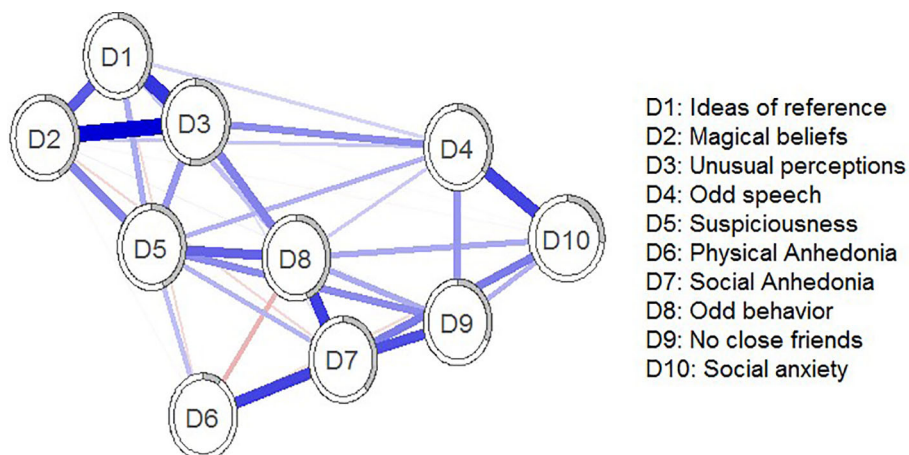 D1
D2
D3
D4
D5
D8
D10
D9
D7
D6
D1: Ideas of reference
D2: Magical beliefs
D3: Unusual perceptions
D4: Odd speech
D5: Suspiciousness
D6: Physical Anhedonia
D7: Social Anhedonia
D8: Odd behavior
D9: No close friends
D10: Social anxiety